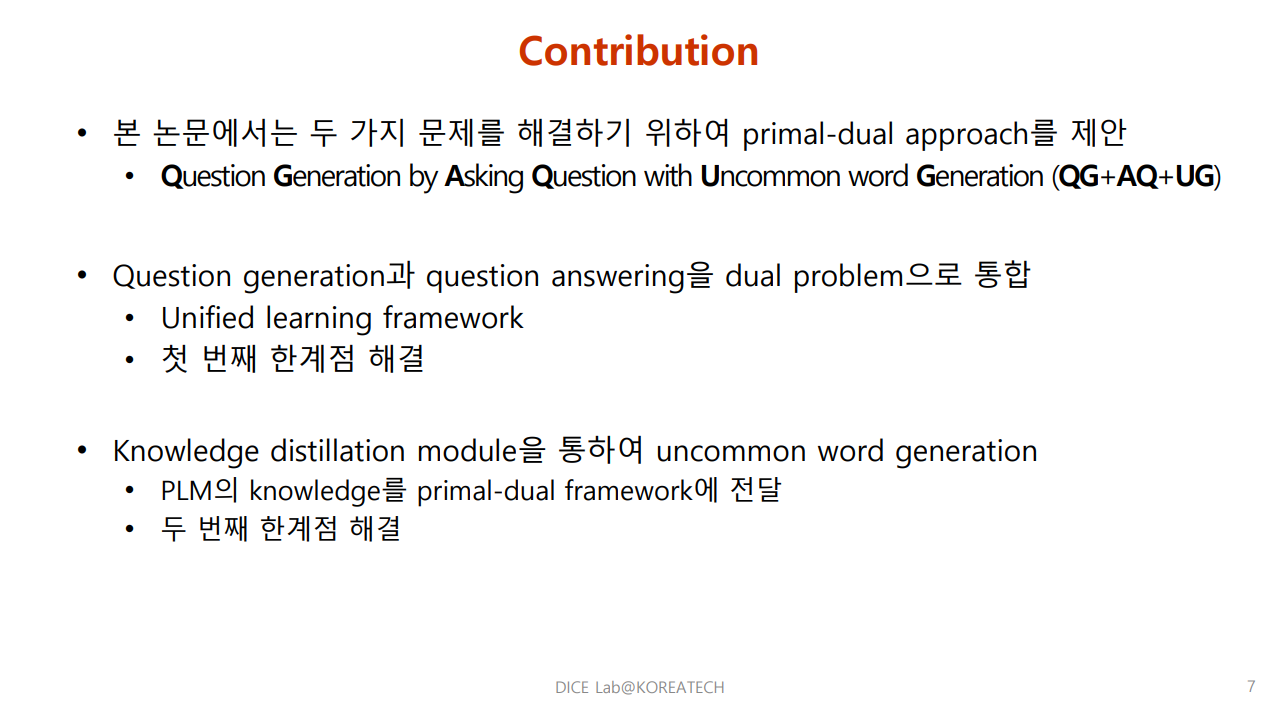 Contribution
• 본 논문에서는 두 가지 문제를 해결하기 위하여 primal-dual approach를 제안
• Question Generation by Asking Question with Uncommon word Generation (QG+AQ+UG)
• Question generation과 question answering을 dual problem으로 통합
• Unified learning framework
• 첫 번째 한계점 해결
• Knowledge distillation module을 통하여 uncommon word generation
• PLM의 knowledge를 primal-dual framework에 전달
• 두 번째 한계점 해결
DICE Lab@KOREATECH
7